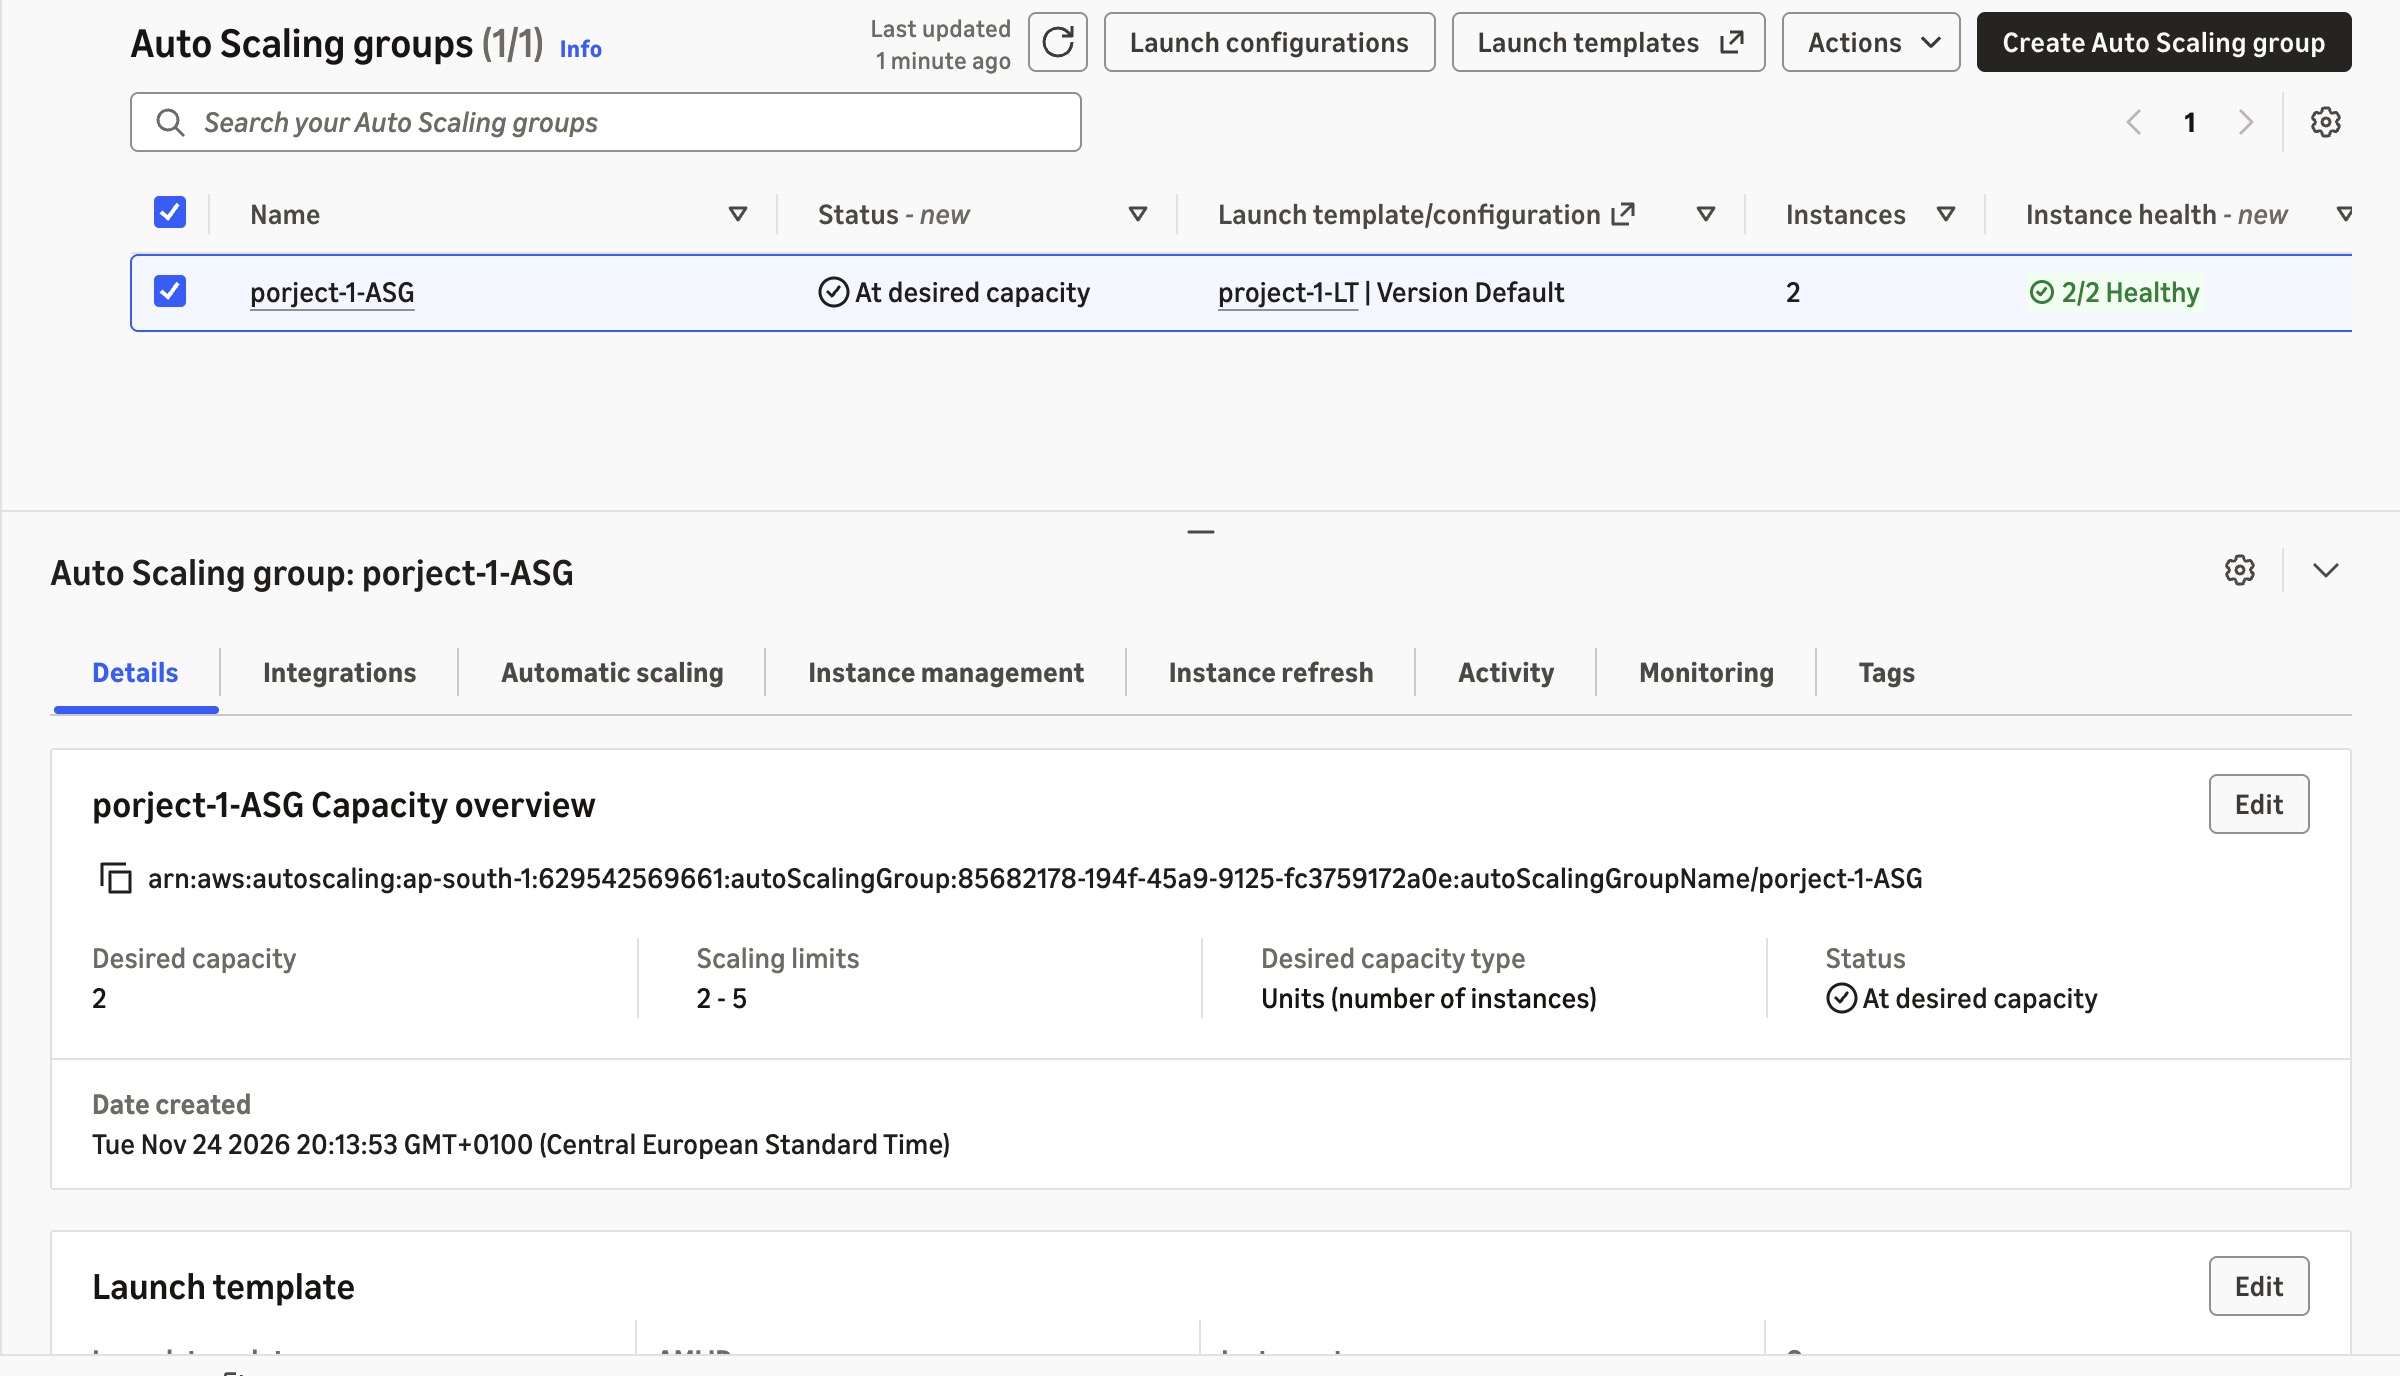 Auto Scaling groups (1/1) Info
Last updated
1 minute ago
Launch configurations
Launch templates
Actions
Create Auto Scaling group
Search your Auto Scaling groups
1
Name
Status - new
Launch template/configuration
Instances
Instance health - new
porject-1-ASG
At desired capacity
project-1-LT | Version Default
2
2/2 Healthy
Auto Scaling group: porject-1-ASG
Details
Integrations
Automatic scaling
Instance management
Instance refresh
Activity
Monitoring
Tags
porject-1-ASG Capacity overview
Edit
arn:aws:autoscaling:ap-south-1:629542569661:autoScalingGroup:85682178-194f-45a9-9125-fc3759172a0e:autoScalingGroupName/porject-1-ASG
Desired capacity
2
Scaling limits
2 - 5
Desired capacity type
Units (number of instances)
Status
At desired capacity
Date created
Tue Nov 24 2026 20:13:53 GMT+0100 (Central European Standard Time)
Launch template
Edit